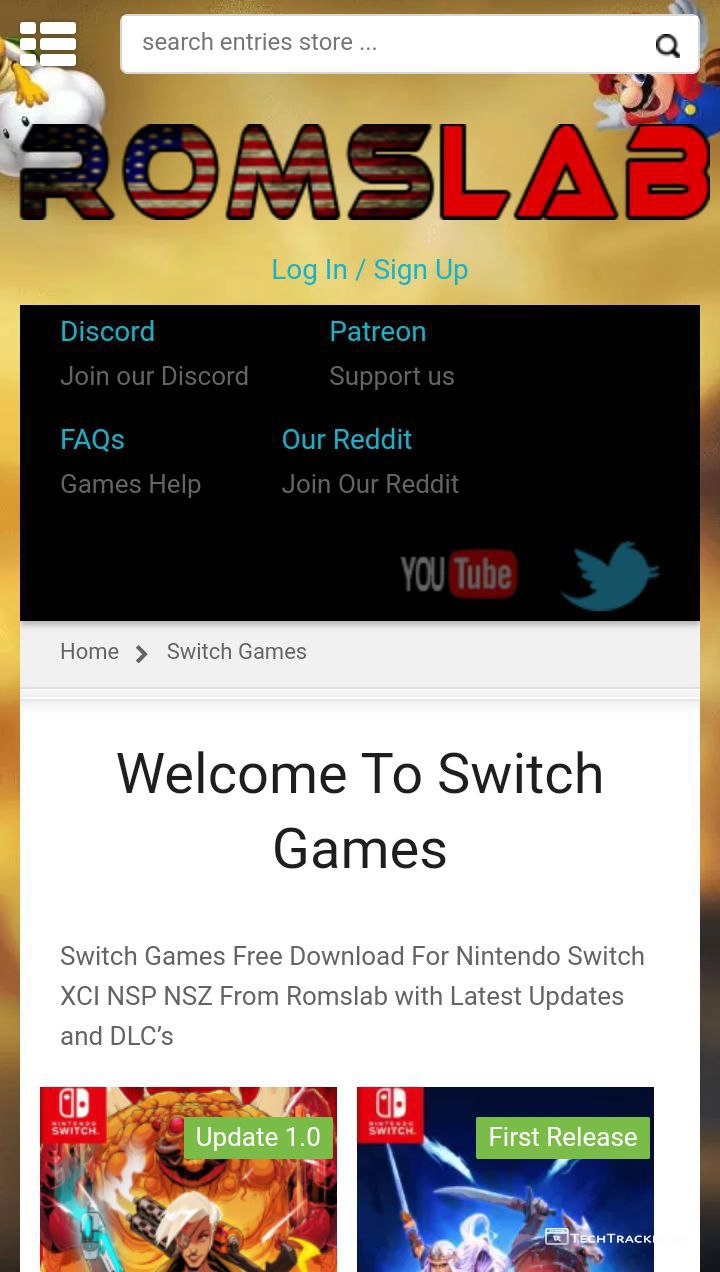 search entries store ...
ROMSLAB
Log In / Sign Up
Discord
Patreon
Join our Discord
Support us
FAQs
Our Reddit
Games Help
Join Our Reddit
YOU Tube
Home
Switch Games
Welcome To Switch
Games
Switch Games Free Download For Nintendo Switch
XCI NSP NSZ From Romslab with Latest Updates
and DLC’s
NINTENDO
SWITCH.
Update 1.0
NINTENDO
SWITCH.
First Release